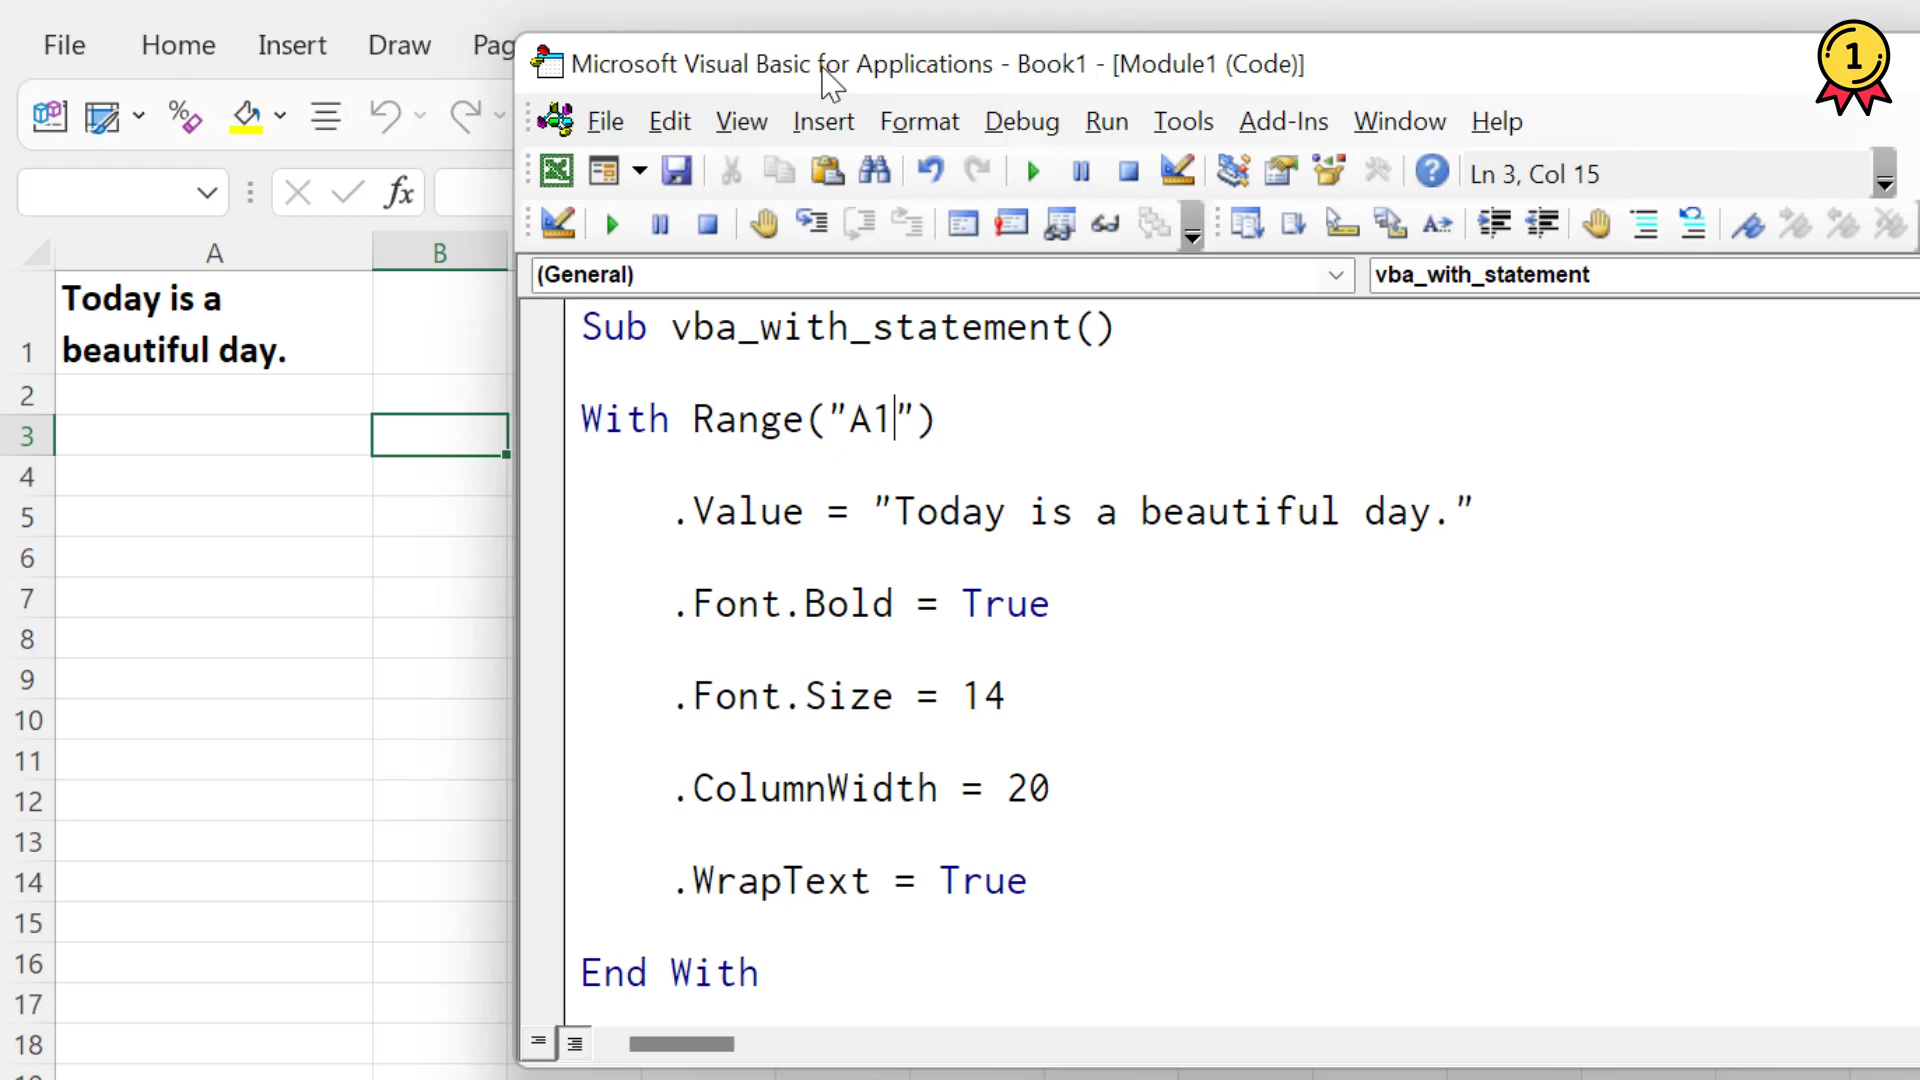 File Home Insert Draw Pag
fx
A B
Today is a
beautiful day.
1
2
3
4
5
6
7
8
9
10
11
12
13
14
15
16
17
18
Microsoft Visual Basic for Applications - Book1 - [Module1 (Code)]
1
File Edit View Insert Format Debug Run Tools Add-Ins Window Help
Ln 3, Col 15
(General) vba_with_statement
Sub vba_with_statement()
With Range("A1")
.Value = "Today is a beautiful day."
.Font.Bold = True
.Font.Size = 14
.ColumnWidth = 20
.WrapText = True
End With